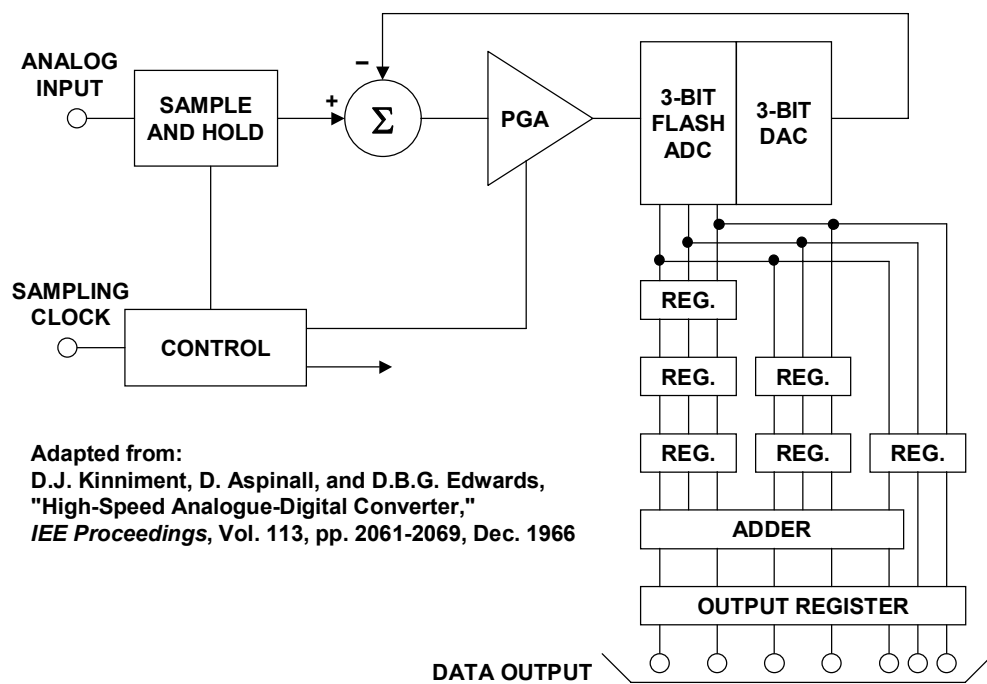 ANALOG
INPUT
SAMPLE
AND HOLD
+
–
Σ
PGA
3-BIT
FLASH
ADC
3-BIT
DAC
SAMPLING
CLOCK
CONTROL
REG.
REG.
REG.
REG.
REG.
REG.
ADDER
OUTPUT REGISTER
DATA OUTPUT
Adapted from:
D.J. Kinniment, D. Aspinall, and D.B.G. Edwards,
"High-Speed Analogue-Digital Converter,"
IEE Proceedings, Vol. 113, pp. 2061-2069, Dec. 1966